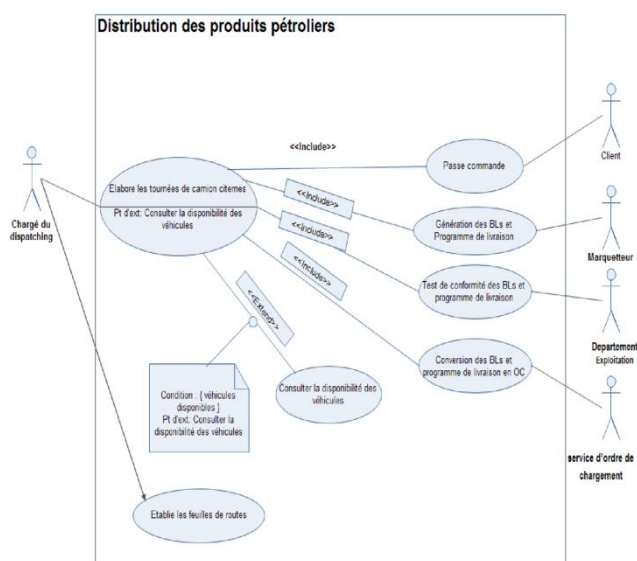 Distribution des produits pétroliers
<<Include>>
Passe commande
Client
Elabore les tournées de camion citernes
Pt d'ext: Consulter la disponibilité des
véhicules
Chargé du
dispatching
<<Include>>
Génération des BLs et
Programme de livraison
Marquetteur
<<Include>>
Test de conformité des BLs et
programme de livraison
Departement
Exploitation
<<Include>>
Conversion des BLs et
programme de livraison en OC
service d'ordre de
chargement
<<Extend>>
Condition : { véhicules
disponibles }
Pt d'ext: Consulter la
disponibilité des véhicules
Consulter la disponibilité des
véhicules
Etablie les feuilles de routes